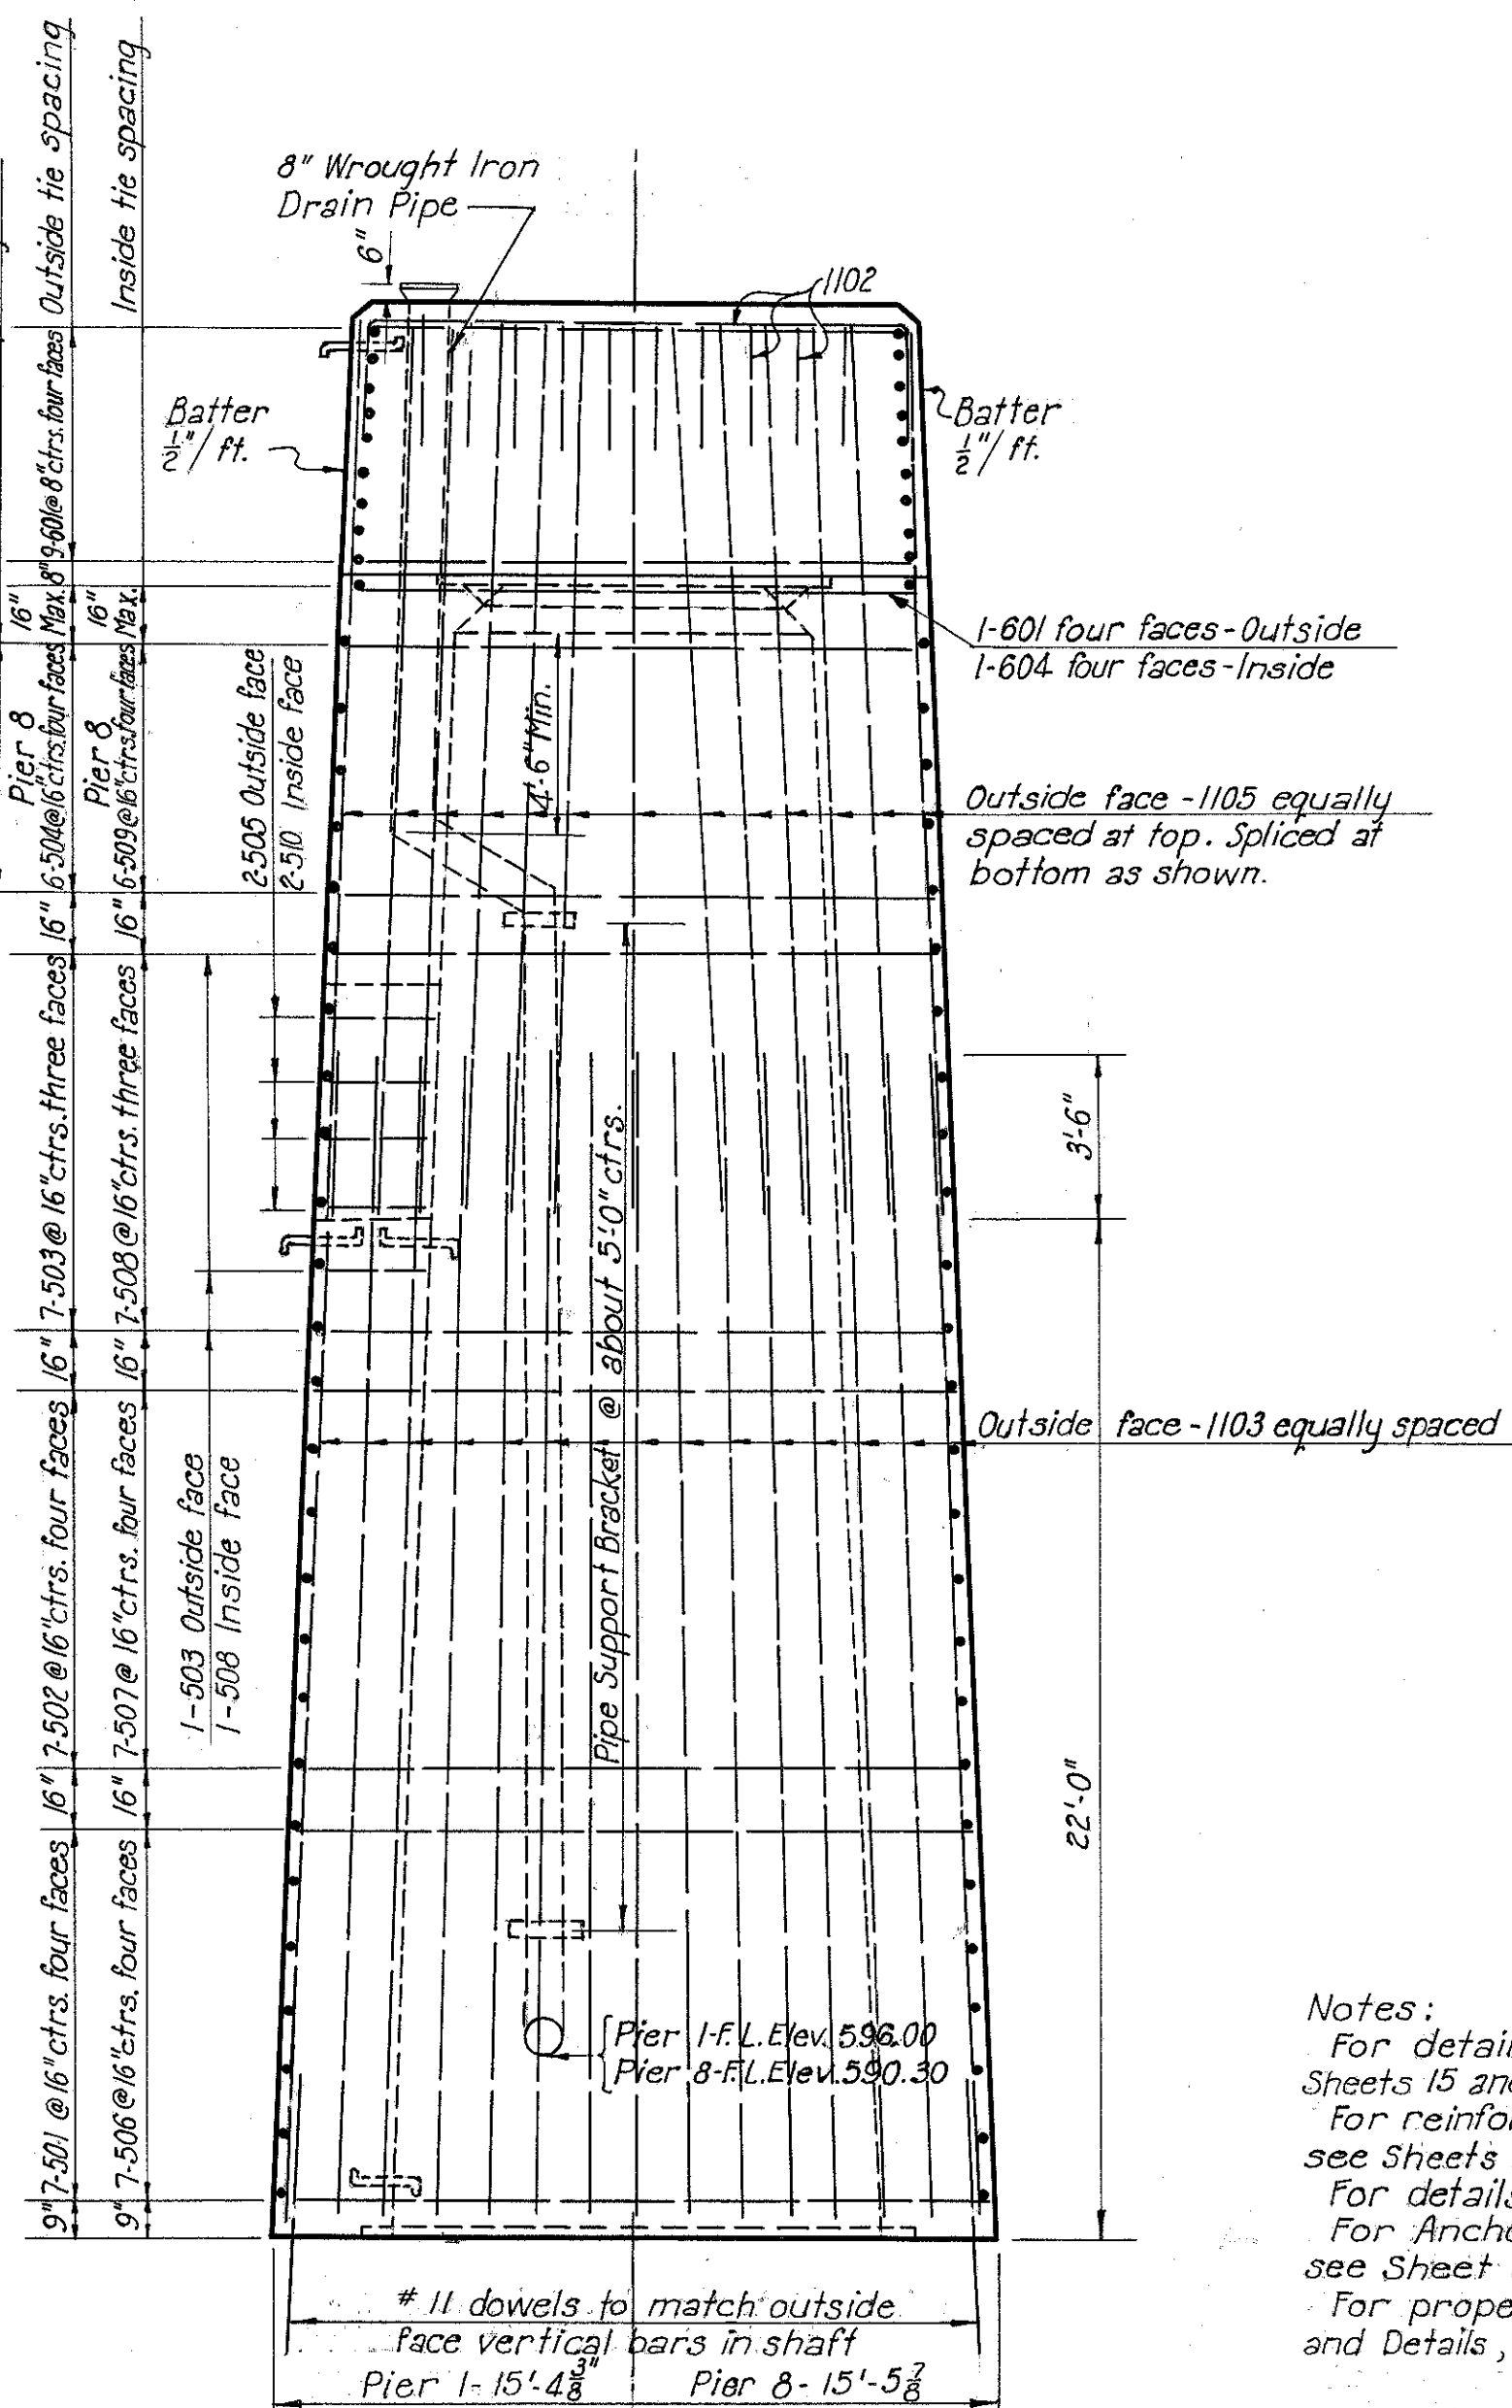 Outside tie spacing
9-601@8"ctrs. four faces
8"
16"
Max.
Pier 8
6-504@16"ctrs. four faces
16"
7-503@16"ctrs. three faces
16"
7-502@16"ctrs. four faces
16"
7-501 @16"ctrs. four faces
9"
Inside tie spacing
16"
Max.
Pier 8
6-509@16"ctrs. four faces
16"
7-508@16"ctrs. three faces
16"
7-507@16"ctrs. four faces
16"
7-506@16"ctrs. four faces
9"
2-505 Outside face
2-510 Inside face
1-503 Outside face
1-508 Inside face
8" Wrought Iron
Drain Pipe
6"
1102
Batter
1/2"/ft.
Batter
1/2"/ft.
1-601 four faces-Outside
1-604 four faces-Inside
4'-6"Min.
Outside face -1105 equally
spaced at top. Spliced at
bottom as shown.
3'-6"
Pipe Support Bracket @ about 5'-0"ctrs.
Outside face -1103 equally spaced
22'-0"
Pier 1-F.L.Elev. 596.00
Pier 8-F.L.Elev. 590.30
# 11 dowels to match outside
face vertical bars in shaft
Pier 1- 15'-4 3/8" Pier 8- 15'-5 7/8
Notes:
For detail
Sheets 15 and
For reinfo
see Sheets
For details
For Ancho
see Sheet
For prope
and Details,